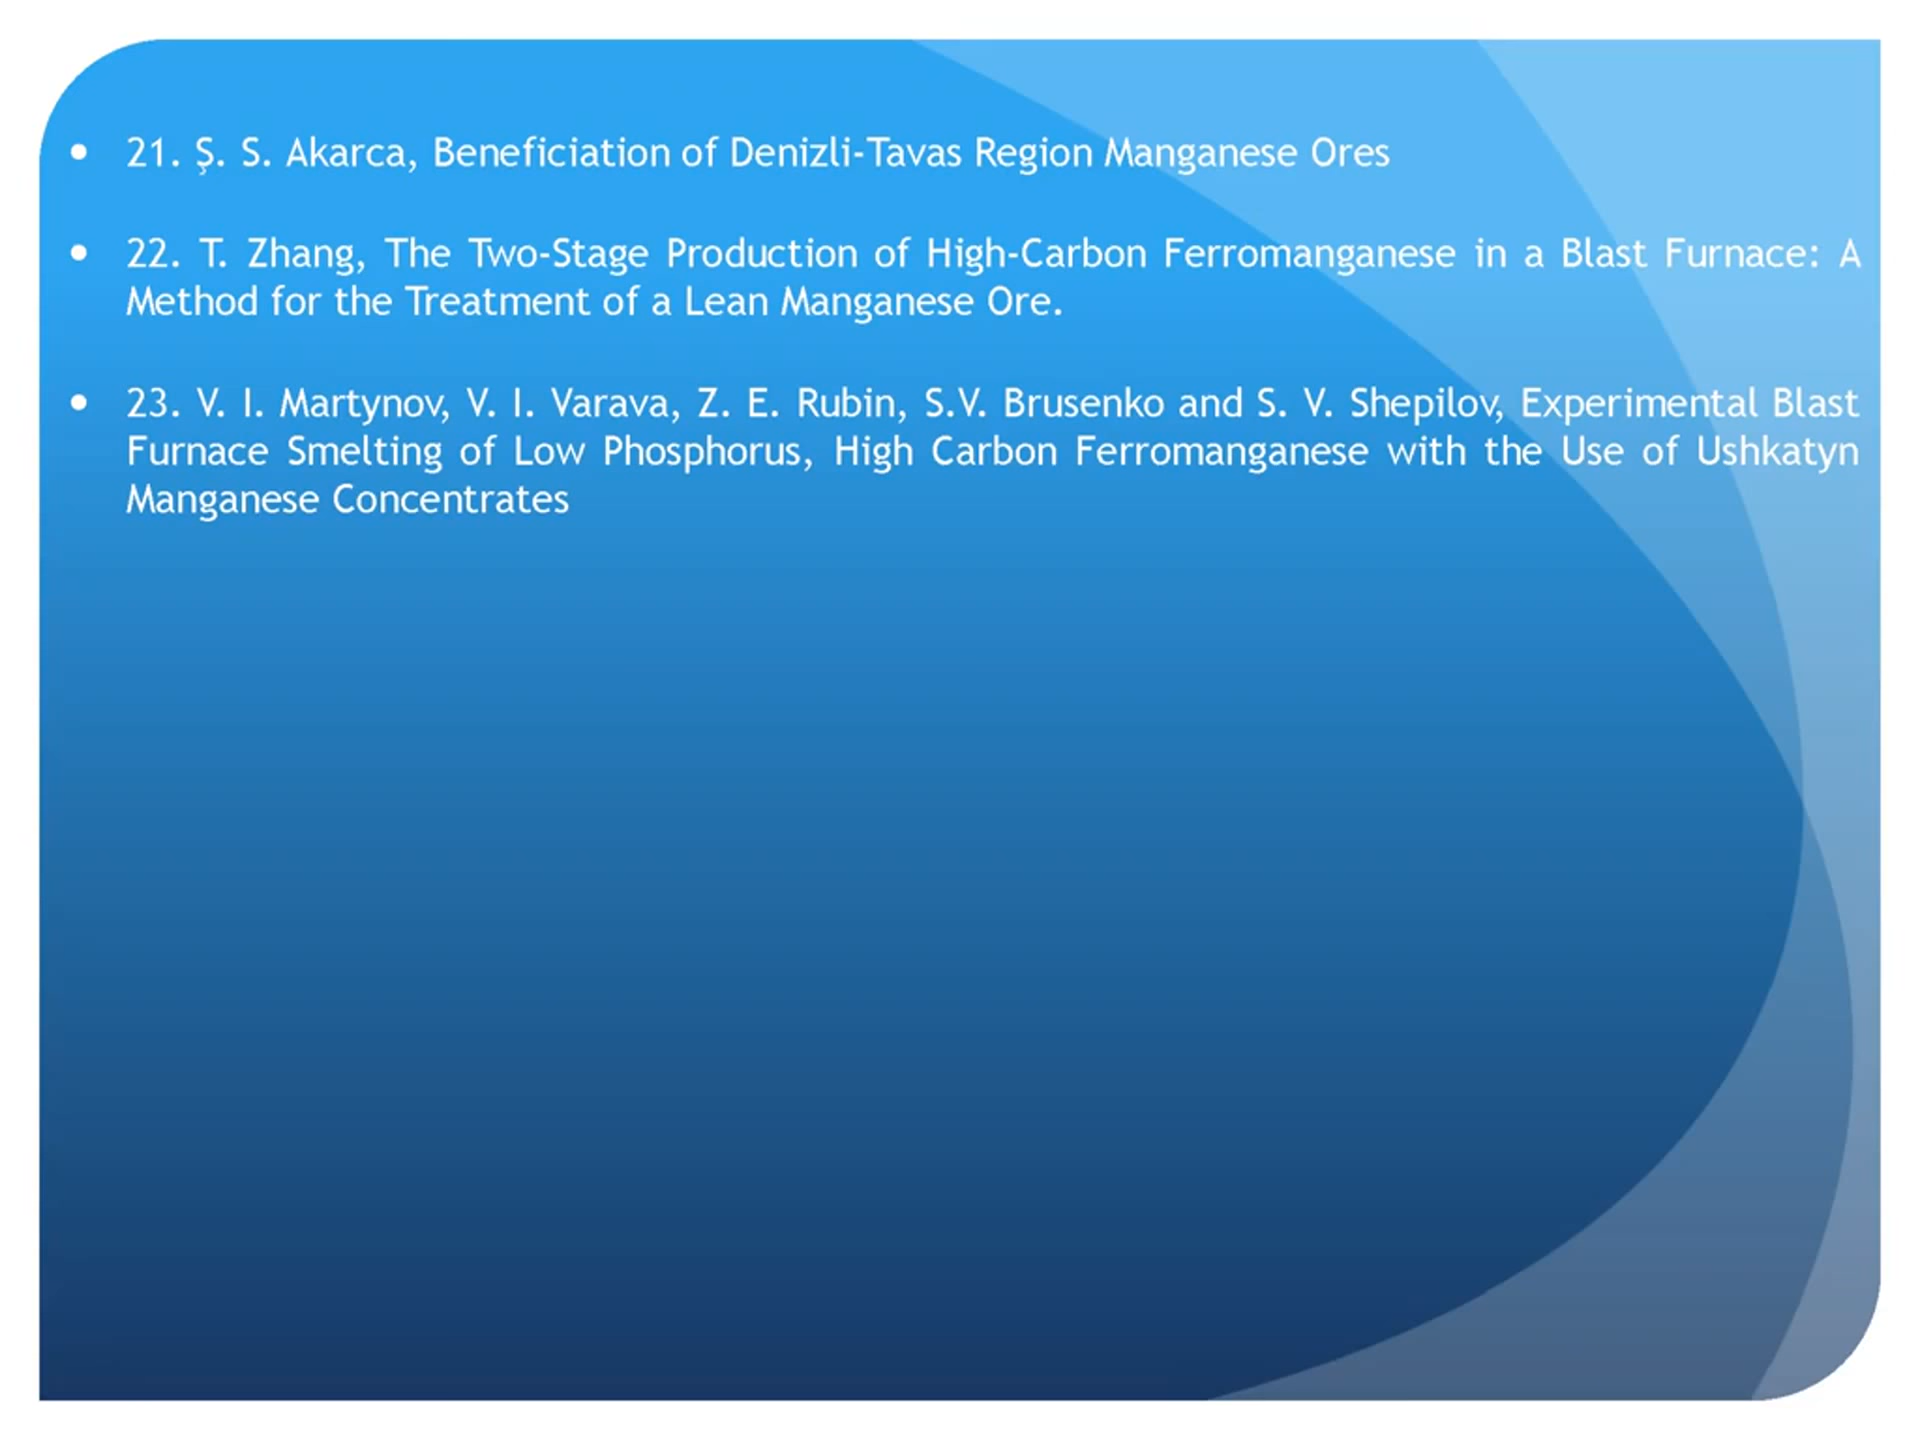 • 21. Ş. S. Akarca, Beneficiation of Denizli-Tavas Region Manganese Ores
• 22. T. Zhang, The Two-Stage Production of High-Carbon Ferromanganese in a Blast Furnace: A
Method for the Treatment of a Lean Manganese Ore.
• 23. V. I. Martynov, V. I. Varava, Z. E. Rubin, S.V. Brusenko and S. V. Shepilov, Experimental Blast
Furnace Smelting of Low Phosphorus, High Carbon Ferromanganese with the Use of Ushkatyn
Manganese Concentrates